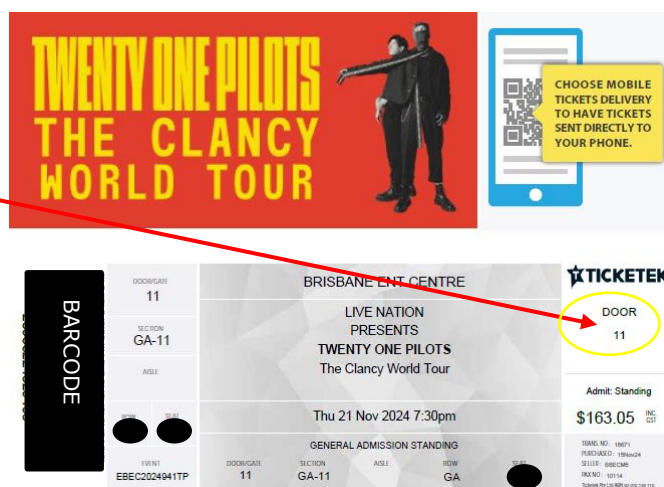 TWENTY ONE PILOTS
THE CLANCY
WORLD TOUR
CHOOSE MOBILE
TICKETS DELIVERY
TO HAVE TICKETS
SENT DIRECTLY TO
YOUR PHONE.
BARCODE
DOOR/GATE
11
SECTION
GA-11
AISLE
ROW SEAT
EVENT
EBEC2024941TP
BRISBANE ENT CENTRE
LIVE NATION
PRESENTS
TWENTY ONE PILOTS
The Clancy World Tour
Thu 21 Nov 2024 7:30pm
GENERAL ADMISSION STANDING
DOOR/GATE SECTION AISLE ROW SEAT
11 GA-11 GA
TICKETEK
DOOR
11
Admit: Standing
$163.05 INC. GST
TRANS. NO: 18671
PURCHASED: 19Nov24
SELLER: BBECM5
PAX NO: 10114